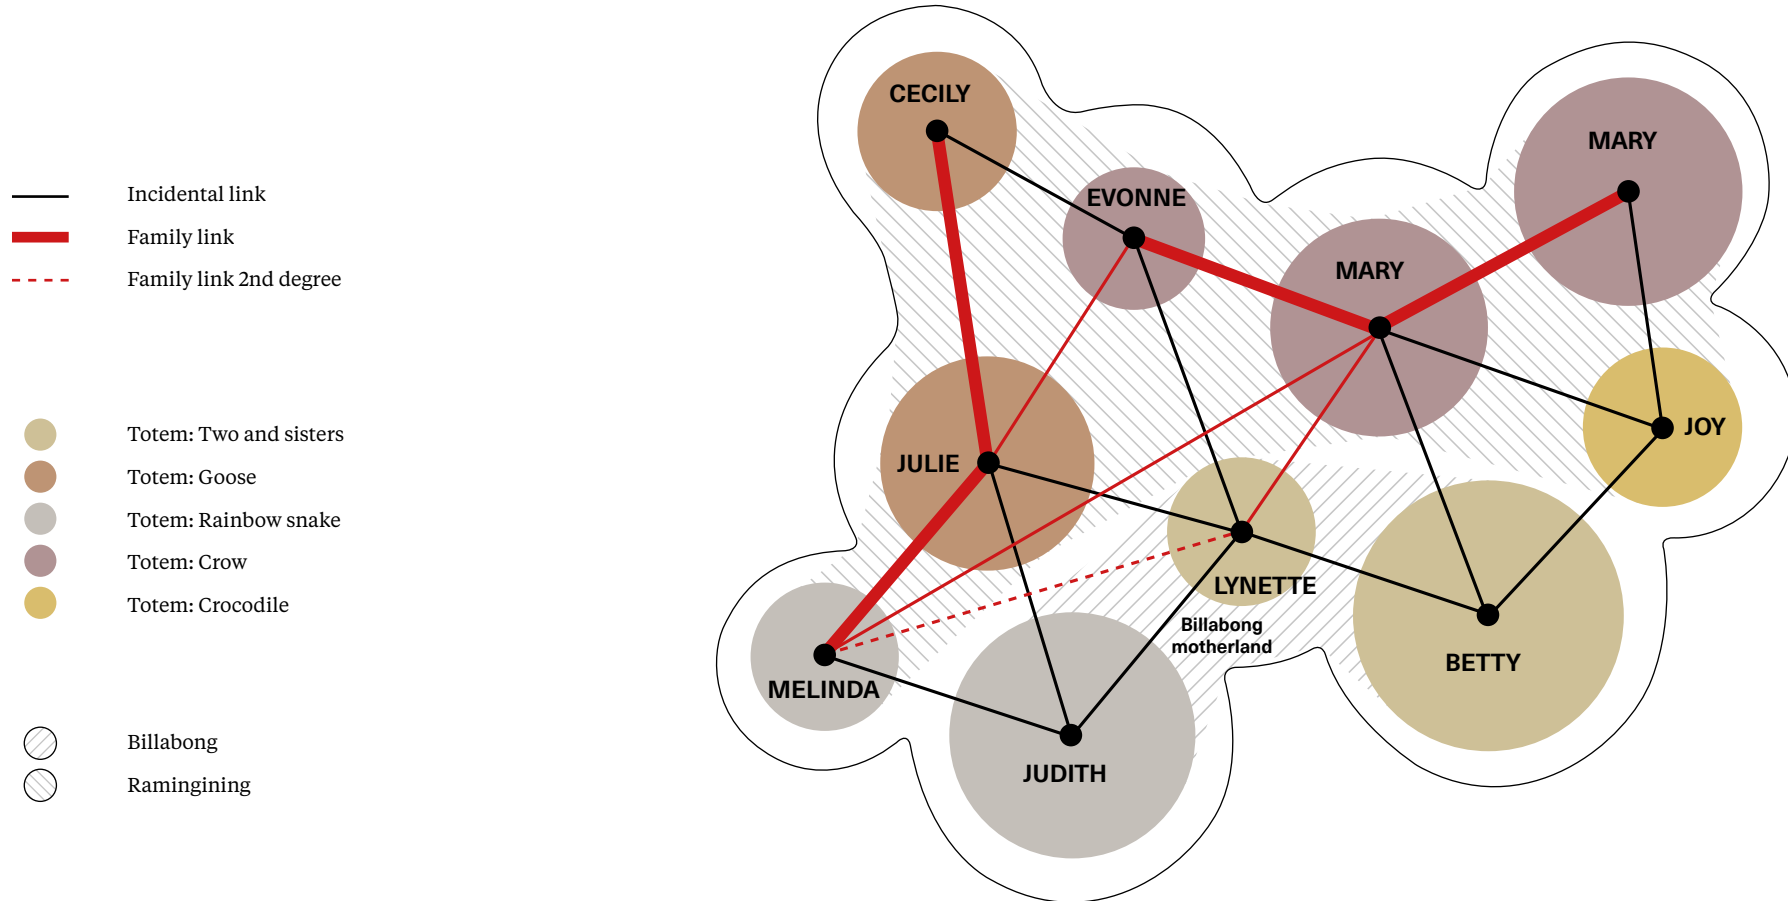 Incidental link
Family link
Family link 2nd degree
Totem: Two and sisters
Totem: Goose
Totem: Rainbow snake
Totem: Crow
Totem: Crocodile
Billabong
Ramingining
CECILY
EVONNE
MARY
MARY
JULIE
JOY
LYNETTE
Billabong
motherland
BETTY
MELINDA
JUDITH